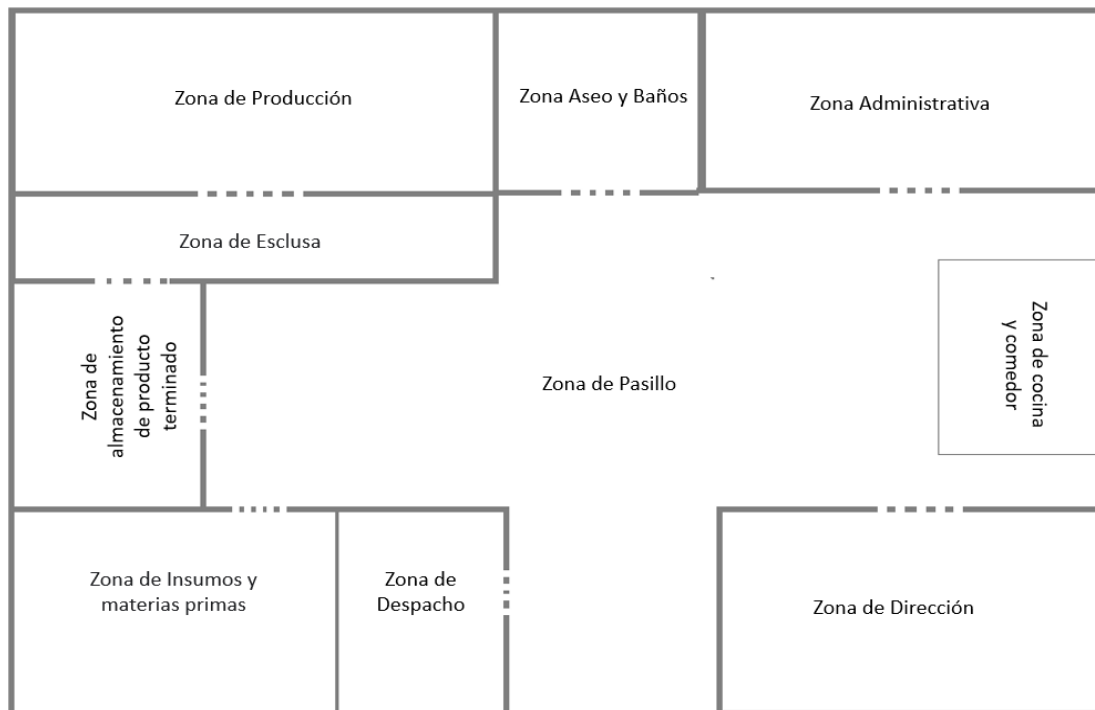 Zona de Producción
Zona Aseo y Baños
Zona Administrativa
Zona de Esclusa
Zona de
almacenamiento
de producto
terminado
Zona de Pasillo
Zona de cocina
y comedor
Zona de Insumos y
materias primas
Zona de
Despacho
Zona de Dirección